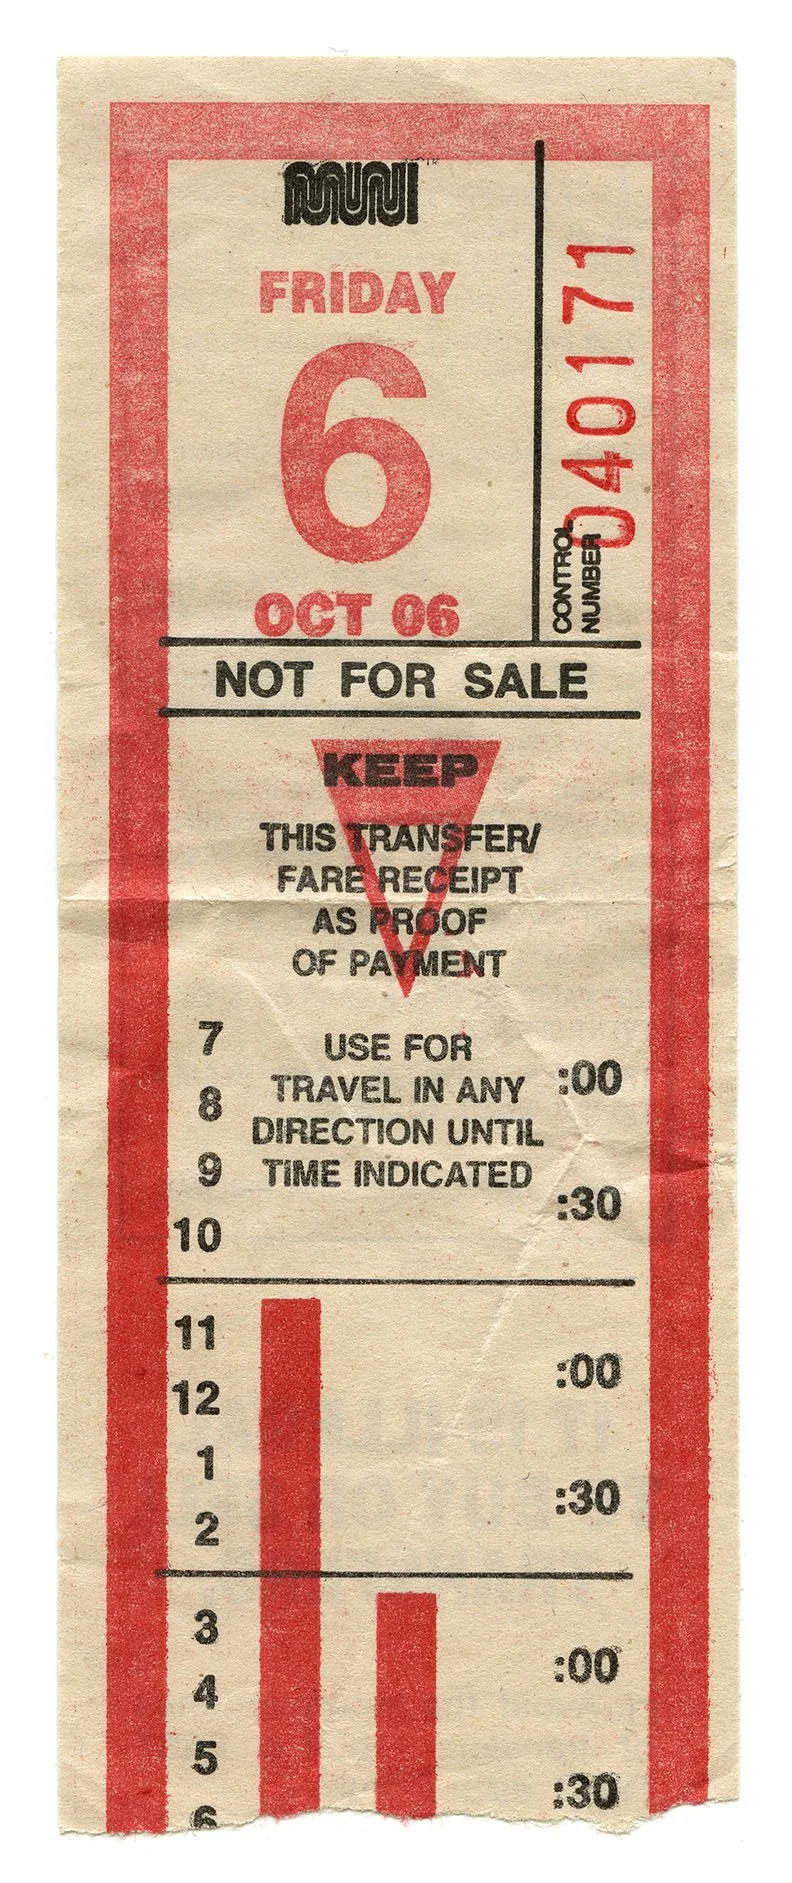 MUNI
FRIDAY
6
OCT 06
CONTROL
NUMBER
040171
NOT FOR SALE
KEEP
THIS TRANSFER/
FARE RECEIPT
AS PROOF
OF PAYMENT
USE FOR
TRAVEL IN ANY
DIRECTION UNTIL
TIME INDICATED
7
8
9
10
:00
:30
11
12
1
2
:00
:30
3
4
5
6
:00
:30